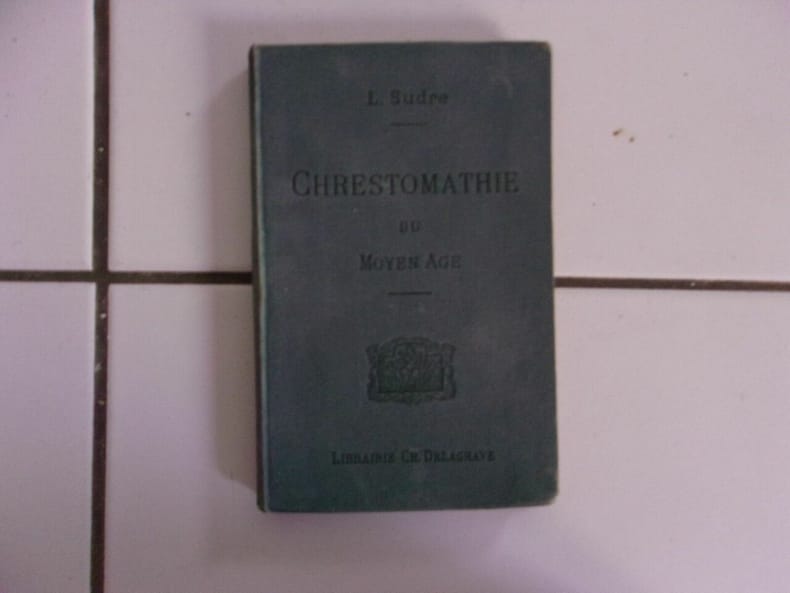 L. Sudre
CHRESTOMATHIE
DU
MOYEN AGE
LIBRAIRIE CH. DELAGRAVE